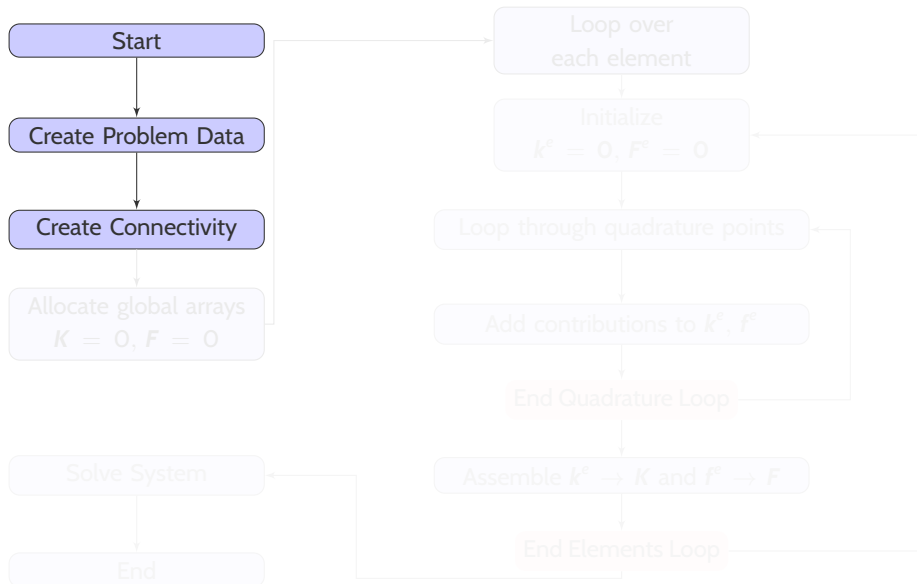 Start
Create Problem Data
Create Connectivity
Allocate global arrays
K = 0, F = 0
Loop over
each element
Initialize
kᵉ = 0, Fᵉ = 0
Loop through quadrature points
Add contributions to kᵉ, fᵉ
End Quadrature Loop
Assemble kᵉ → K and fᵉ → F
End Elements Loop
Solve System
End